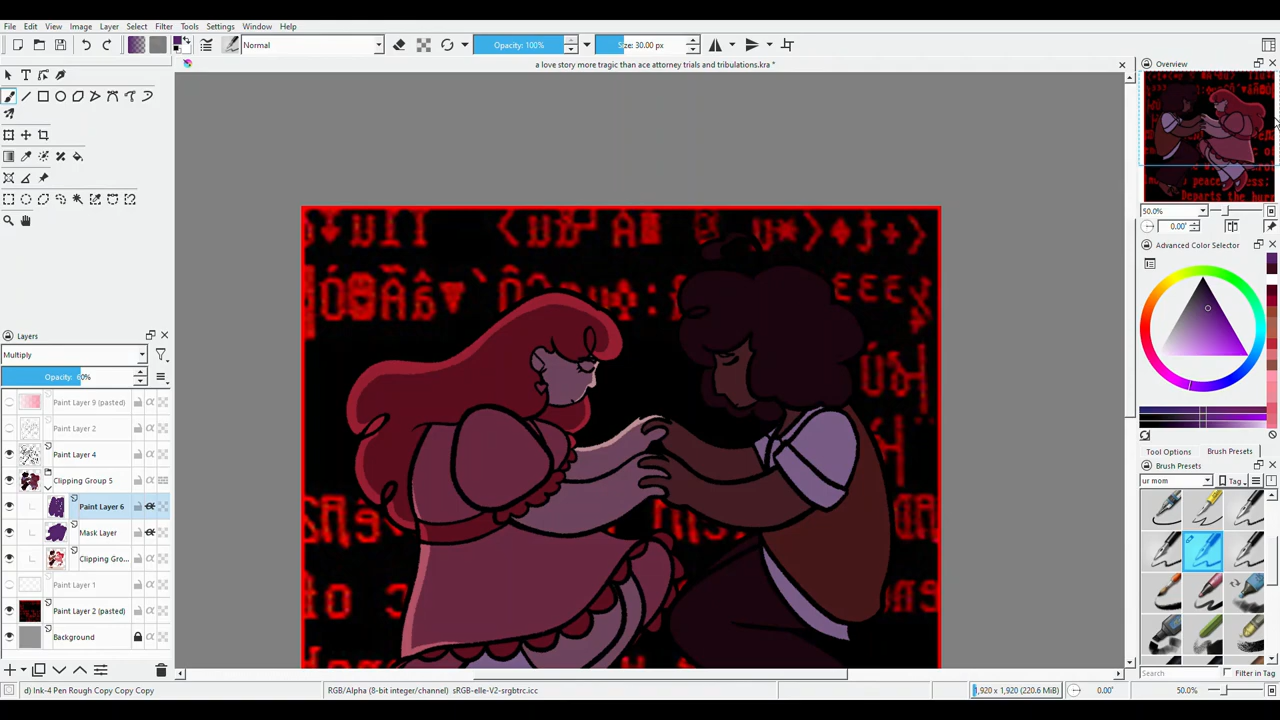 File Edit View Image Layer Select Filter Tools Settings Window Help
Normal
Opacity: 100%
Size: 30.00 px
a love story more tragic than ace attorney trials and tribulations.kra *
Overview
50.0%
0.00°
Advanced Color Selector
Tool Options
Brush Presets
Brush Presets
ur mom
Tag
Search
Filter in Tag
Layers
Multiply
Opacity: 60%
Paint Layer 9 (pasted)
Paint Layer 2
Paint Layer 4
Clipping Group 5
Paint Layer 6
Mask Layer
Clipping Gro...
Paint Layer 1
Paint Layer 2 (pasted)
Background
d) Ink-4 Pen Rough Copy Copy Copy
RGB/Alpha (8-bit integer/channel) sRGB-elle-V2-srgbtrc.icc
1,920 x 1,920 (220.6 MiB)
0.00°
50.0%